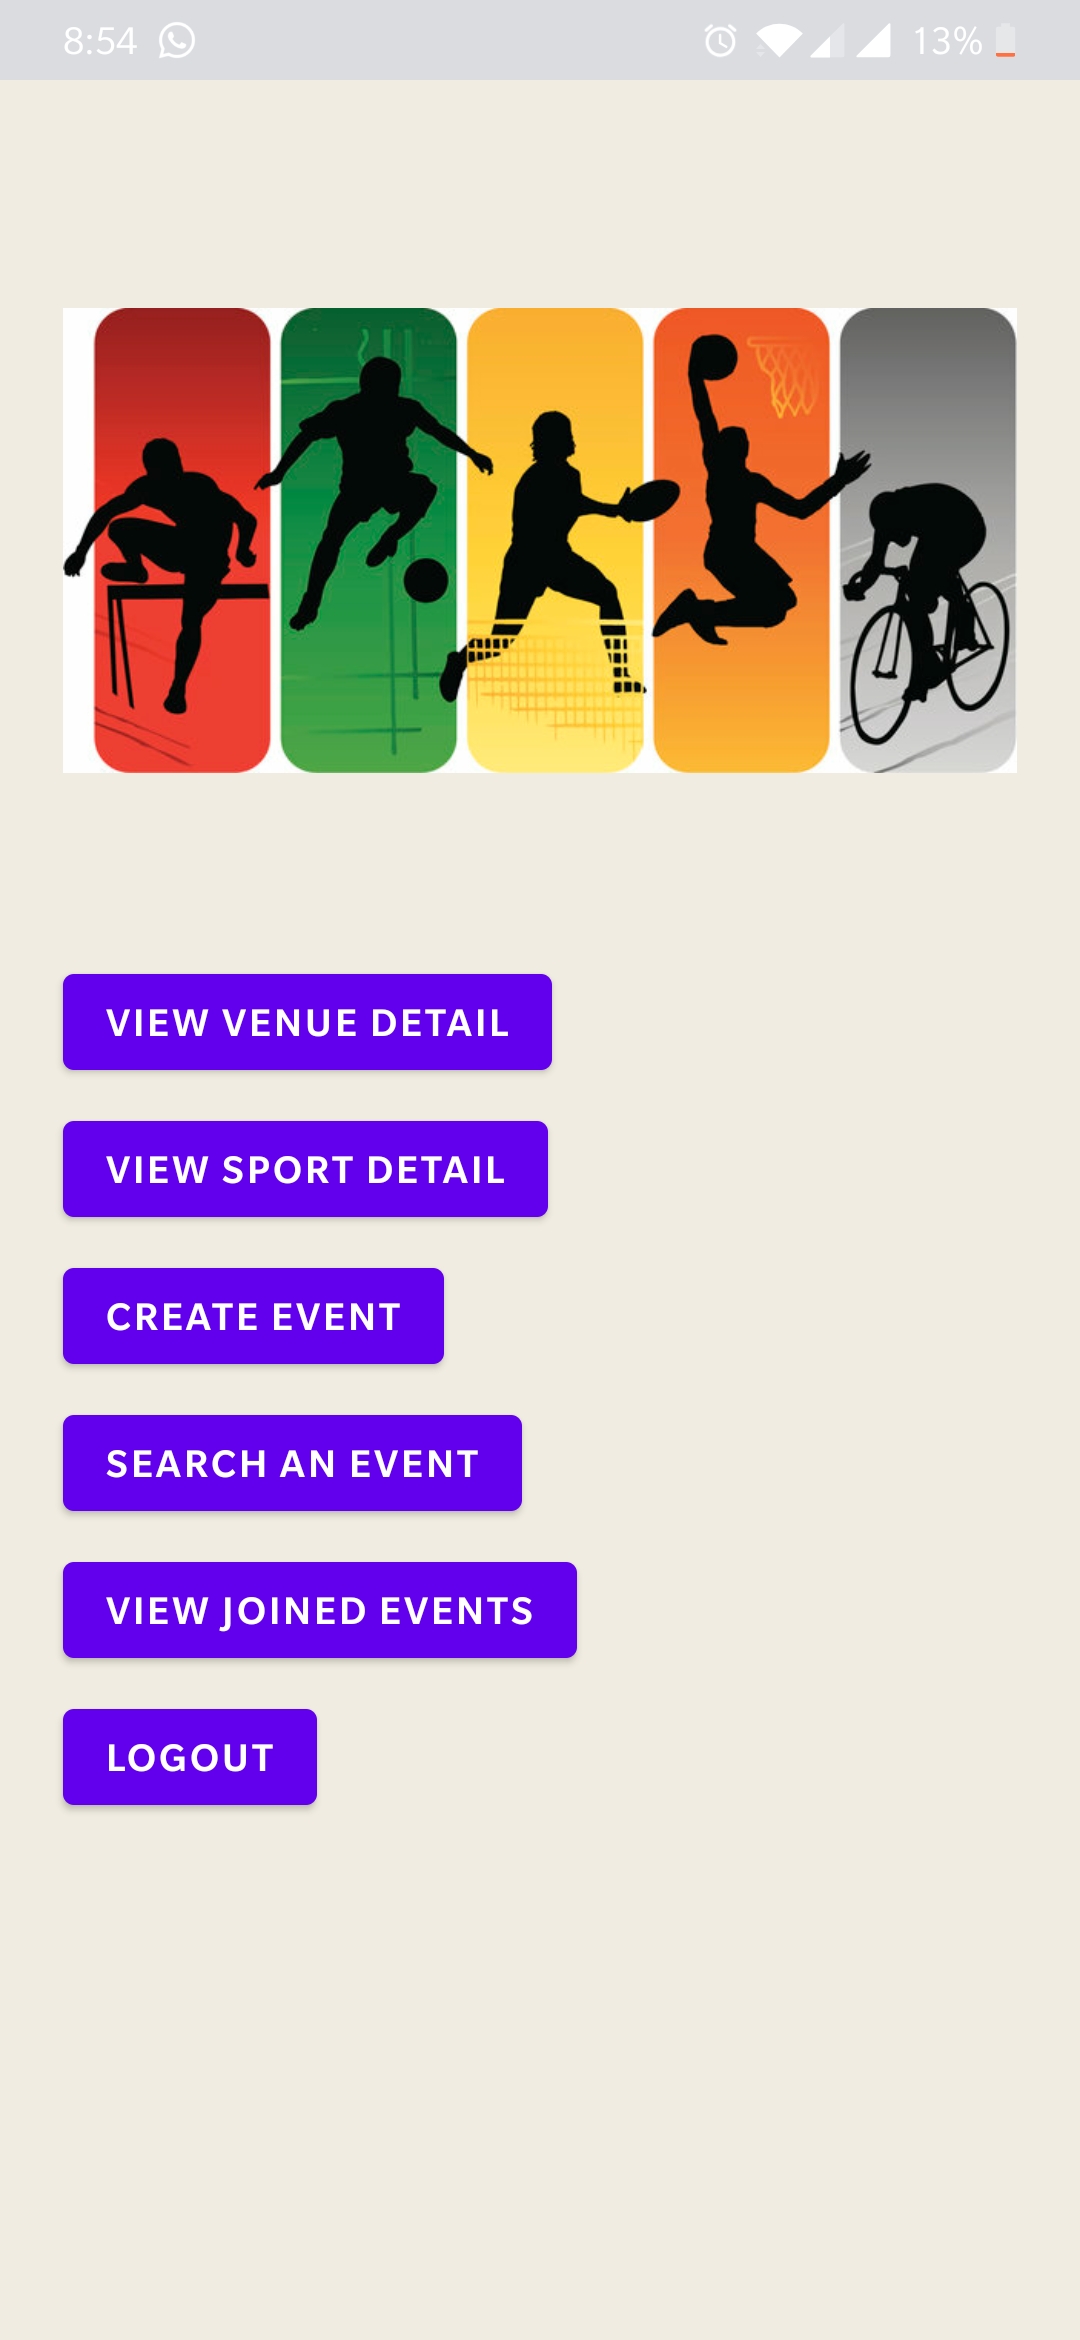 8:54 13%
VIEW VENUE DETAIL
VIEW SPORT DETAIL
CREATE EVENT
SEARCH AN EVENT
VIEW JOINED EVENTS
LOGOUT